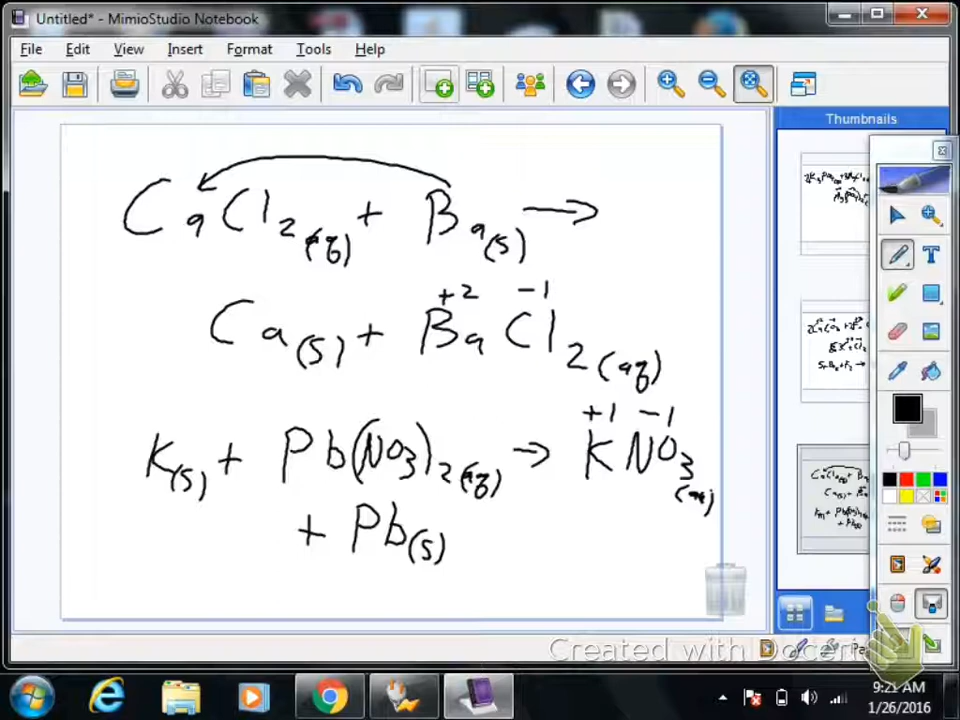 Untitled* - MimioStudio Notebook
File Edit View Insert Format Tools Help
Thumbnails
CaCl2(aq) + Ba(s) →
Ca(s) + BaCl2(aq)
+2 -1
K(s) + Pb(NO3)2(aq) → KNO3(aq)
+1 -1
+ Pb(s)
Created with Doceri
9:21 AM
1/26/2016